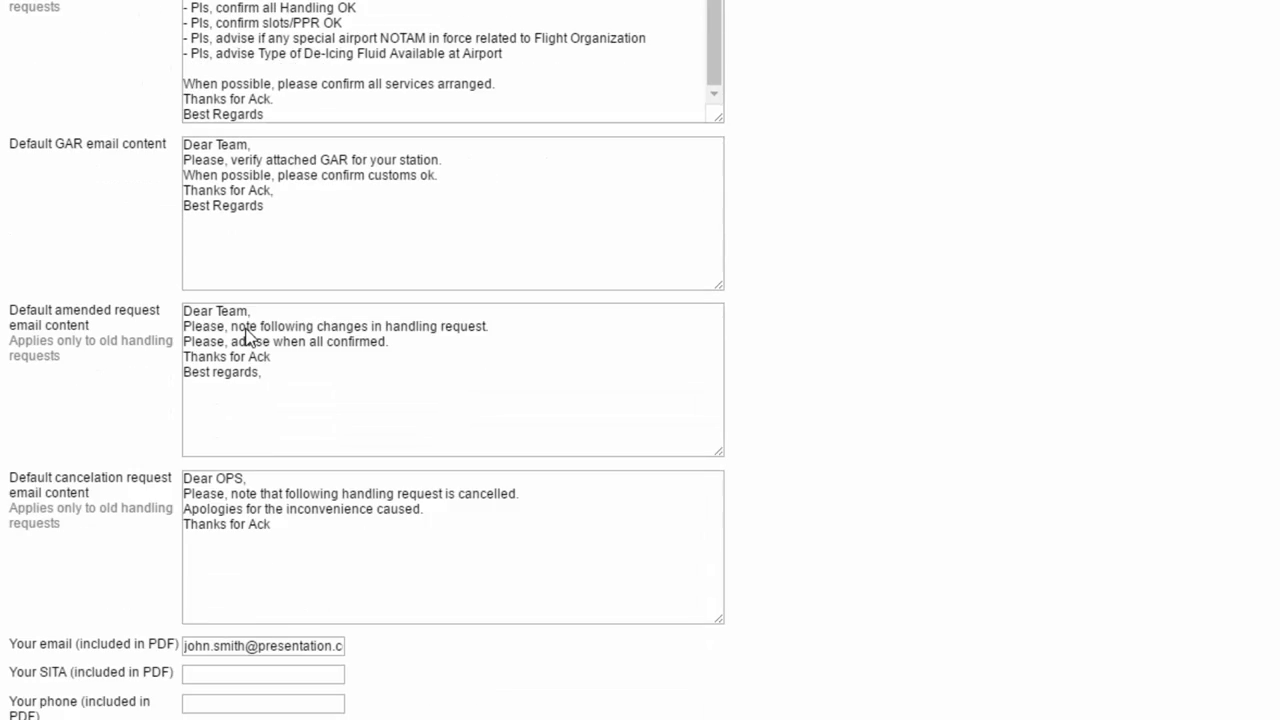 requests
- Pls, confirm all Handling OK
- Pls, confirm slots/PPR OK
- Pls, advise if any special airport NOTAM in force related to Flight Organization
- Pls, advise Type of De-Icing Fluid Available at Airport
When possible, please confirm all services arranged.
Thanks for Ack.
Best Regards
Default GAR email content
Dear Team,
Please, verify attached GAR for your station.
When possible, please confirm customs ok.
Thanks for Ack,
Best Regards
Default amended request
email content
Applies only to old handling
requests
Dear Team,
Please, note following changes in handling request.
Please, advise when all confirmed.
Thanks for Ack
Best regards,
Default cancelation request
email content
Applies only to old handling
requests
Dear OPS,
Please, note that following handling request is cancelled.
Apologies for the inconvenience caused.
Thanks for Ack
Your email (included in PDF)
john.smith@presentation.c
Your SITA (included in PDF)
Your phone (included in
PDF)